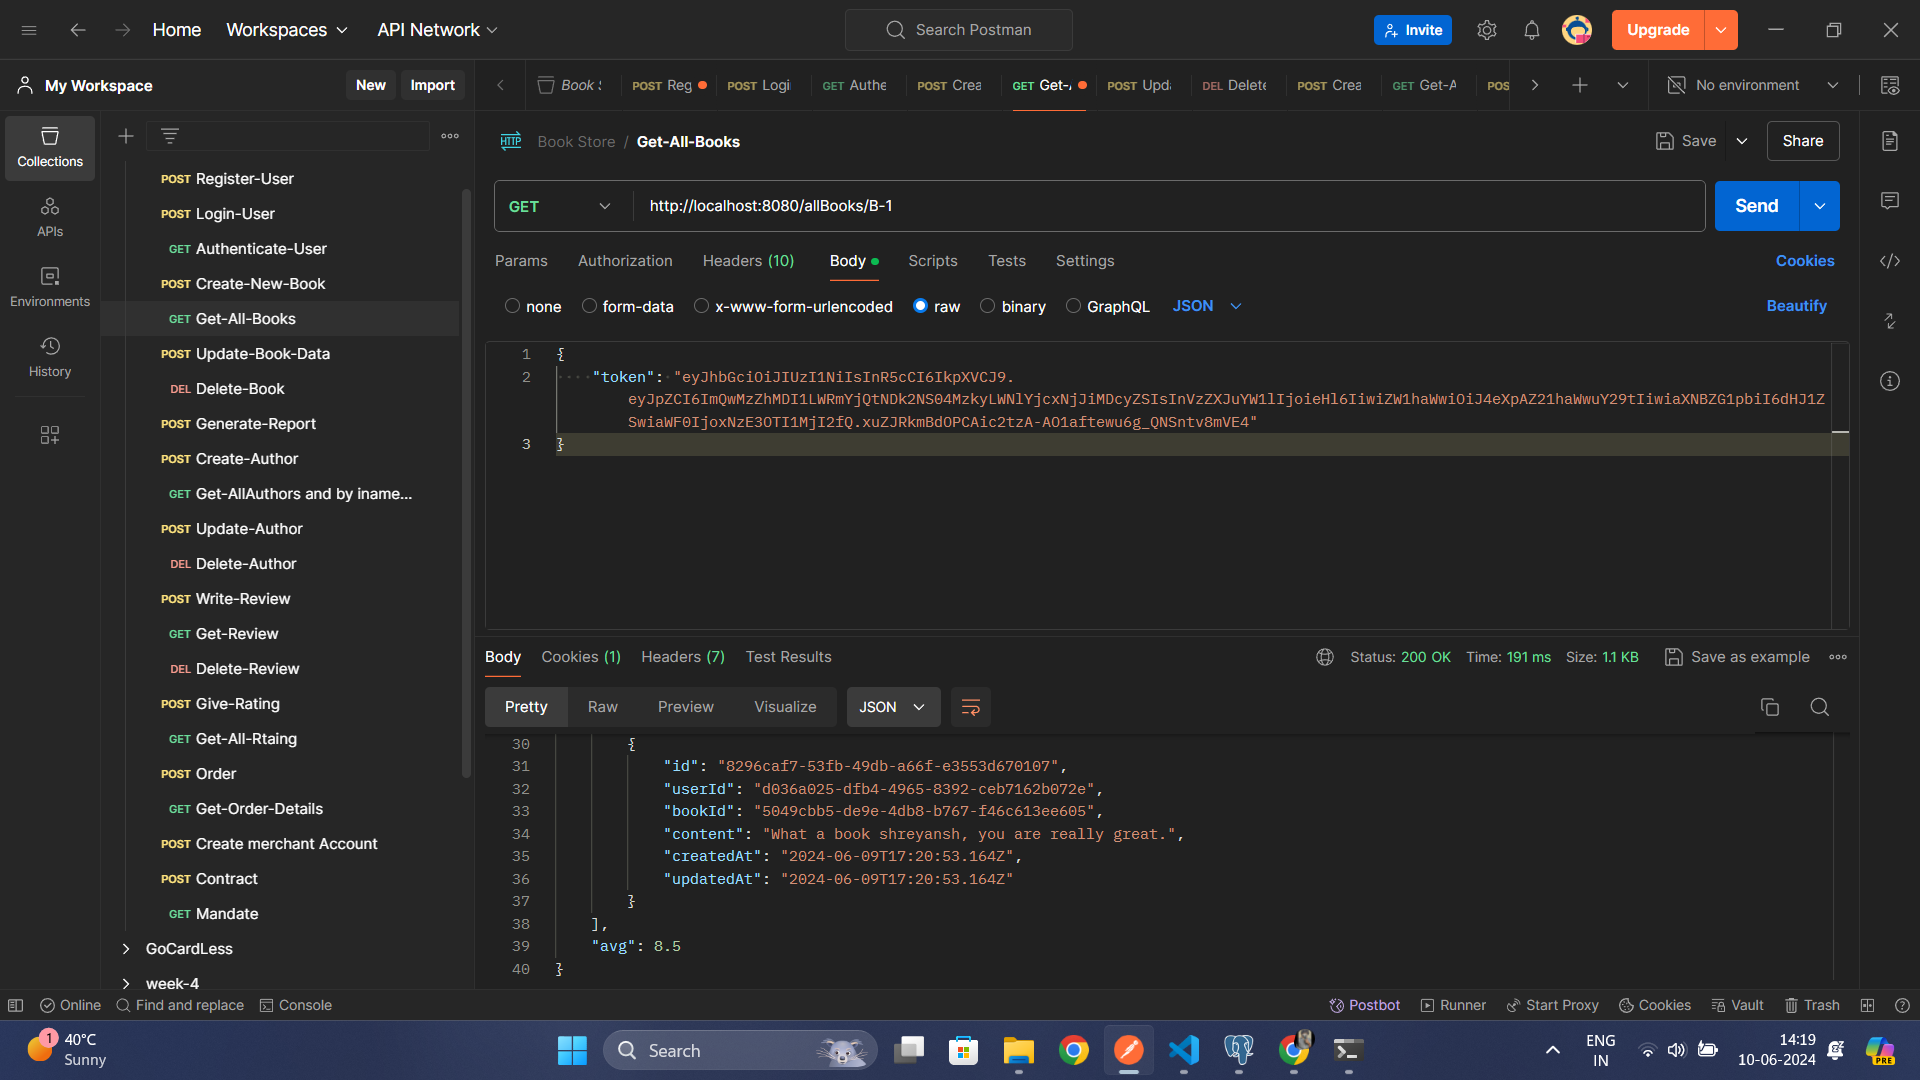 Home
Workspaces
API Network
Search Postman
Invite
Upgrade
My Workspace
New
Import
Book S
POST Reg
POST Logi
GET Authe
POST Crea
GET Get-A
POST Upda
DEL Delete
POST Crea
GET Get-A
POS
No environment
Collections
APIs
Environments
History
POST Register-User
POST Login-User
GET Authenticate-User
POST Create-New-Book
GET Get-All-Books
POST Update-Book-Data
DEL Delete-Book
POST Generate-Report
POST Create-Author
GET Get-AllAuthors and by iname...
POST Update-Author
DEL Delete-Author
POST Write-Review
GET Get-Review
DEL Delete-Review
POST Give-Rating
GET Get-All-Rtaing
POST Order
GET Get-Order-Details
POST Create merchant Account
POST Contract
GET Mandate
GoCardLess
week-4
HTTP Book Store / Get-All-Books
Save
Share
GET http://localhost:8080/allBooks/B-1
Send
Params Authorization Headers (10) Body Scripts Tests Settings
Cookies
none form-data x-www-form-urlencoded raw binary GraphQL JSON
Beautify
1 {
2 "token": "eyJhbGciOiJIUzI1NiIsInR5cCI6IkpXVCJ9.
eyJpZCI6ImQwMzZhMDI1LWRmYjQtNDk2NS04MzkyLWNlYjcxNjJiMDcyZSIsInVzZXJuYW1lIjoieHl6IiwiZW1haWwiOiJ4eXpAZ21haWwuY29tIiwiaXNBZG1pbiI6dHJ1Z
SwiaWF0IjoxNzE3OTI1MjI2fQ.xuZJRkmBdOPCAic2tzA-AO1aftewu6g_QNSntv8mVE4"
3 }
Body Cookies (1) Headers (7) Test Results
Status: 200 OK Time: 191 ms Size: 1.1 KB Save as example
Pretty Raw Preview Visualize JSON
30 {
31 "id": "8296caf7-53fb-49db-a66f-e3553d670107",
32 "userId": "d036a025-dfb4-4965-8392-ceb7162b072e",
33 "bookId": "5049cbb5-de9e-4db8-b767-f46c613ee605",
34 "content": "What a book shreyansh, you are really great.",
35 "createdAt": "2024-06-09T17:20:53.164Z",
36 "updatedAt": "2024-06-09T17:20:53.164Z"
37 }
38 ],
39 "avg": 8.5
40 }
Online Find and replace Console
Postbot Runner Start Proxy Cookies Vault Trash
1
40°C
Sunny
Search
PRE
ENG
IN
14:19
10-06-2024